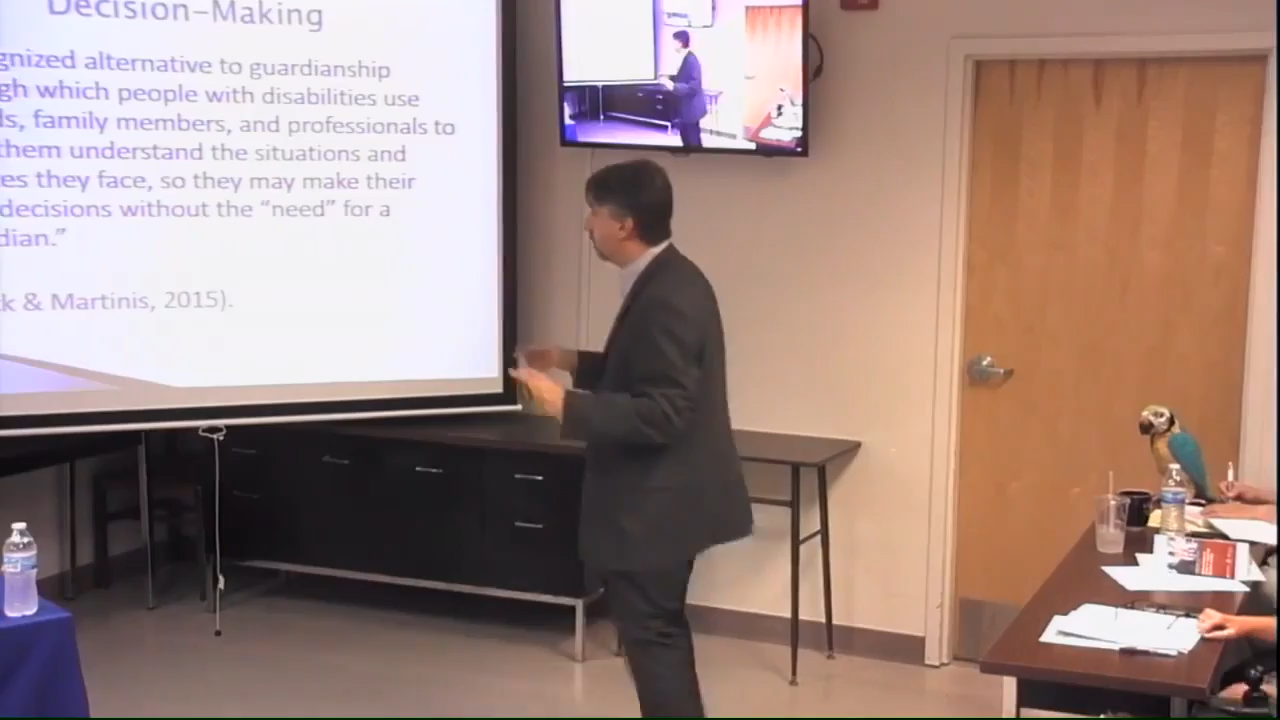 Decision-Making
gnized alternative to guardianship
gh which people with disabilities use
ls, family members, and professionals to
them understand the situations and
es they face, so they may make their
decisions without the “need” for a
dian.”
k & Martinis, 2015).